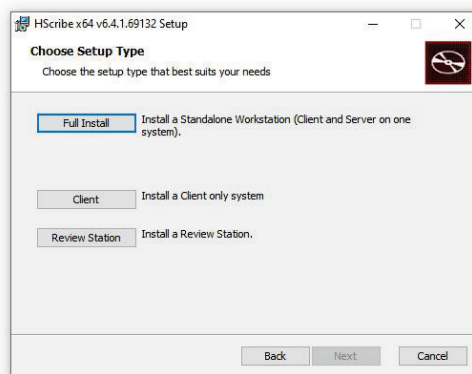 HScribe x64 v6.4.1.69132 Setup
Choose Setup Type
Choose the setup type that best suits your needs
Full Install
Install a Standalone Workstation (Client and Server on one
system).
Client
Install a Client only system
Review Station
Install a Review Station.
Back
Next
Cancel